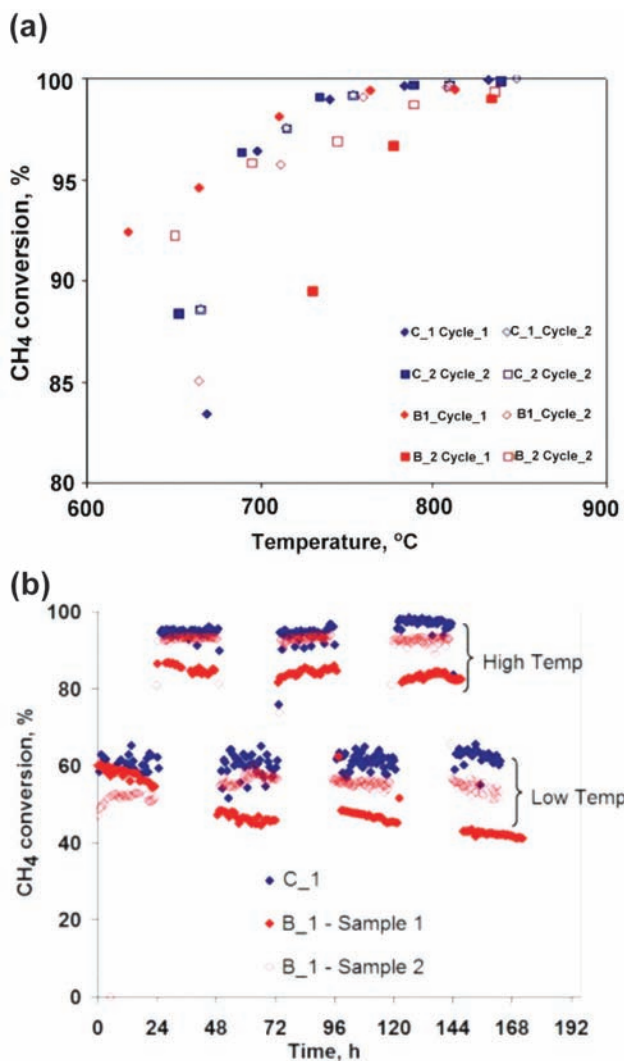 (a)
100
95
90
85
80
CH4 conversion, %
C_1 Cycle_1 C_1_Cycle_2
C_2 Cycle_2 C_2 Cycle_2
B1_Cycle_1 B1_Cycle_2
B_2 Cycle_1 B_2 Cycle_2
600 700 800 900
Temperature, °C
(b)
100
80
60
40
20
0
CH4 conversion, %
High Temp
Low Temp
C_1
B_1 - Sample 1
B_1 - Sample 2
0 24 48 72 96 120 144 168 192
Time, h